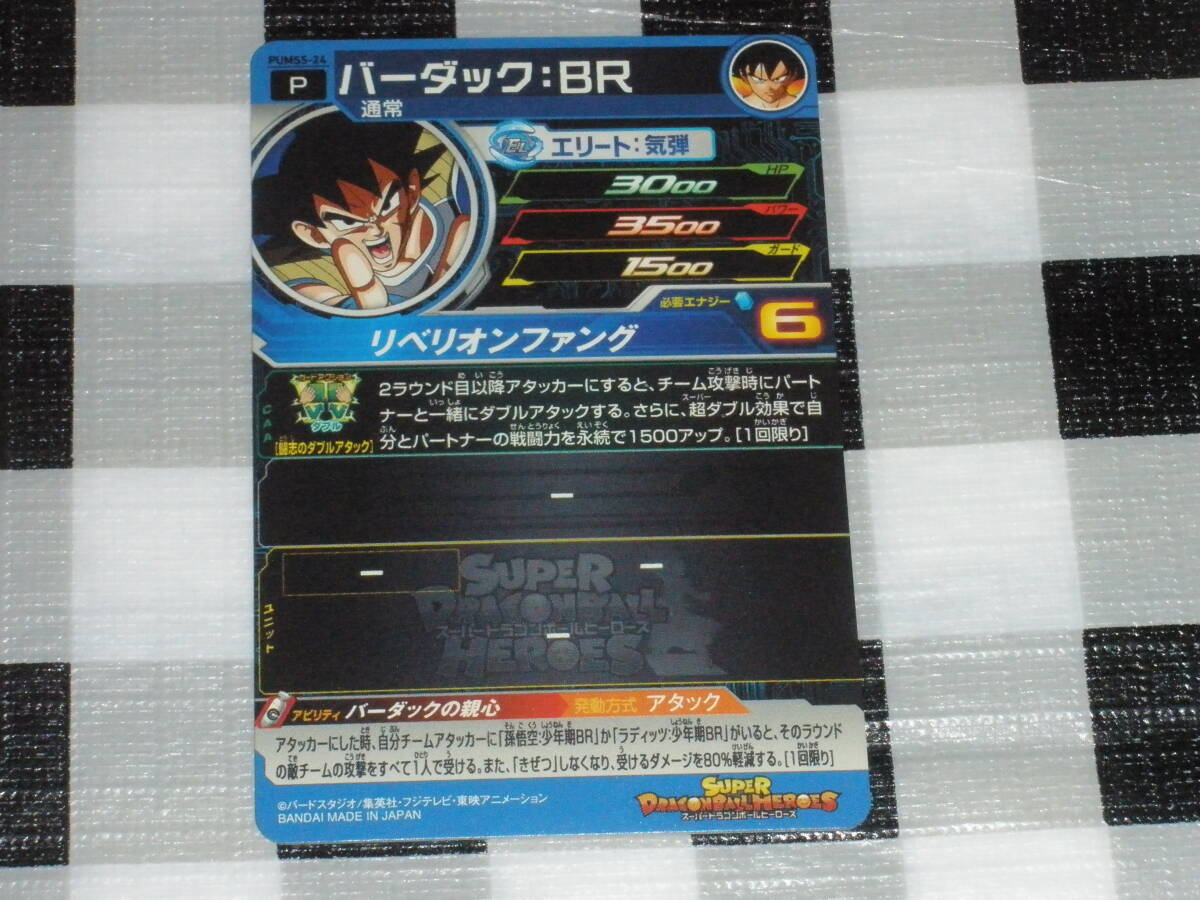 PUMS5-24
P
バーダック:BR
通常
EL
エリート:気弾
HP
3000
パワー
3500
ガード
1500
必要エナジー
6
リベリオンファング
CAA
カードアクション
ダブル
[闘志のダブルアタック]
2ラウンド目以降アタッカーにすると、チーム攻撃時にパート
ナーと一緒にダブルアタックする。さらに、超ダブル効果で自
分とパートナーの戦闘力を永続で1500アップ。[1回限り]
ー
ユニット
ー
ー
ー
SUPER
DRAGONBALL
スーパードラゴンボールヒーローズ
HEROES
アビリティ バーダックの親心
発動方式 アタック
アタッカーにした時、自分チームアタッカーに「孫悟空:少年期BR」か「ラディッツ:少年期BR」がいると、そのラウンド
の敵チームの攻撃をすべて1人で受ける。また、「きぜつ」しなくなり、受けるダメージを80%軽減する。[1回限り]
©バードスタジオ/集英社・フジテレビ・東映アニメーション
BANDAI MADE IN JAPAN
SUPER
DRAGONBALL HEROES
スーパードラゴンボールヒーローズ